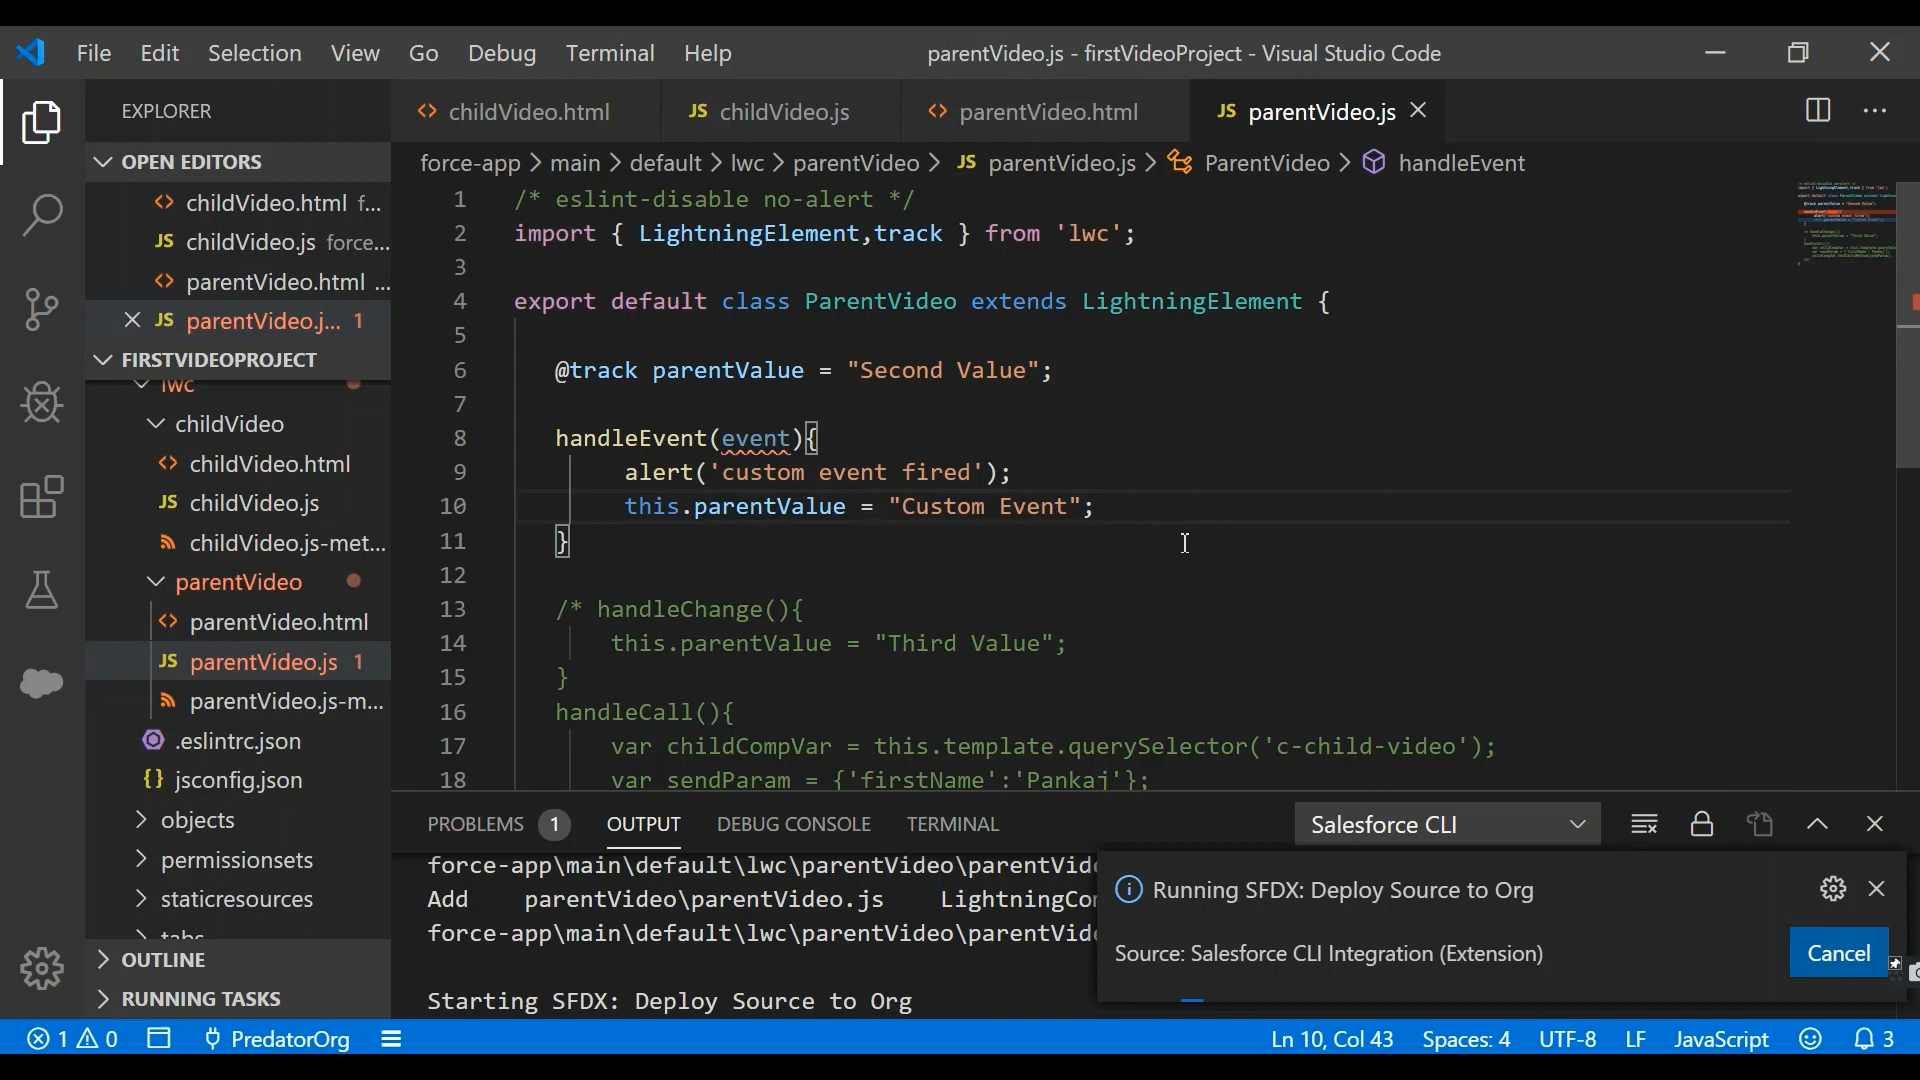 File Edit Selection View Go Debug Terminal Help parentVideo.js - firstVideoProject - Visual Studio Code
EXPLORER
childVideo.html JS childVideo.js parentVideo.html JS parentVideo.js
OPEN EDITORS
childVideo.html f...
JS childVideo.js force...
parentVideo.html ...
JS parentVideo.j... 1
FIRSTVIDEOPROJECT
lwc
childVideo
childVideo.html
JS childVideo.js
childVideo.js-met...
parentVideo
parentVideo.html
JS parentVideo.js 1
parentVideo.js-m...
.eslintrc.json
{} jsconfig.json
objects
permissionsets
staticresources
tabs
OUTLINE
RUNNING TASKS
force-app > main > default > lwc > parentVideo > JS parentVideo.js > ParentVideo > handleEvent
1 /* eslint-disable no-alert */
2 import { LightningElement,track } from 'lwc';
3
4 export default class ParentVideo extends LightningElement {
5
6 @track parentValue = "Second Value";
7
8 handleEvent(event){
9 alert('custom event fired');
10 this.parentValue = "Custom Event";
11 }
12
13 /* handleChange(){
14 this.parentValue = "Third Value";
15 }
16 handleCall(){
17 var childCompVar = this.template.querySelector('c-child-video');
18 var sendParam = {'firstName':'Pankaj'};
PROBLEMS 1 OUTPUT DEBUG CONSOLE TERMINAL Salesforce CLI
force-app\main\default\lwc\parentVideo\parentVide
Add parentVideo\parentVideo.js LightningCo
force-app\main\default\lwc\parentVideo\parentVide
Starting SFDX: Deploy Source to Org
Running SFDX: Deploy Source to Org
Source: Salesforce CLI Integration (Extension)
Cancel
1 0 PredatorOrg Ln 10, Col 43 Spaces: 4 UTF-8 LF JavaScript 3